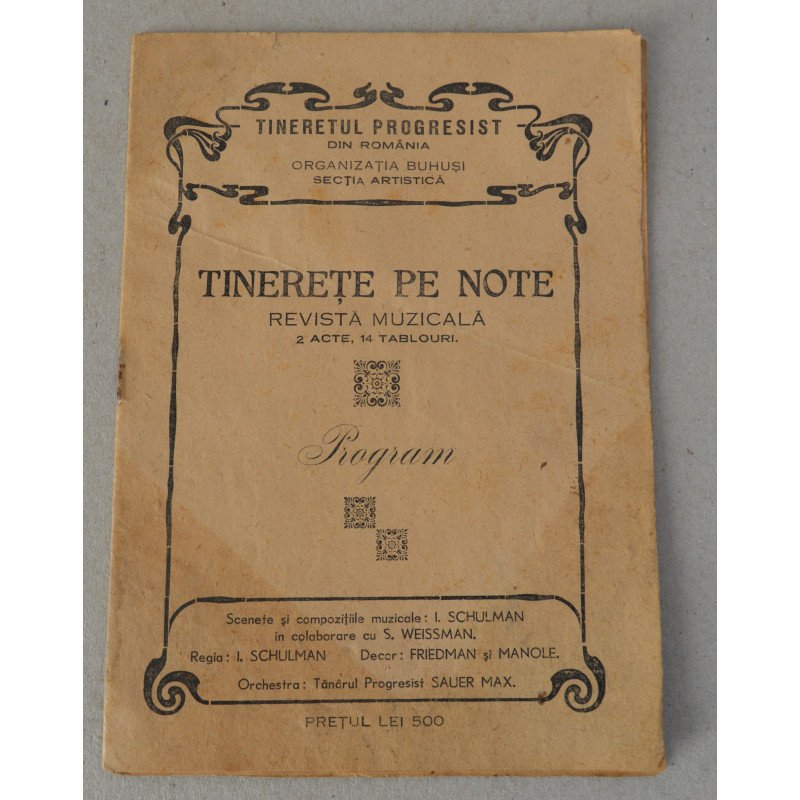 TINERETUL PROGRESIST
DIN ROMÂNIA
ORGANIZAȚIA BUHUȘI
SECȚIA ARTISTICĂ
TINEREȚE PE NOTE
REVISTĂ MUZICALĂ
2 ACTE, 14 TABLOURI.
Program
Scenete și compozițiile muzicale: I. SCHULMAN
in colaborare cu S. WEISSMAN.
Regia: I. SCHULMAN Decor: FRIEDMAN și MANOLE.
Orchestra: Tănărul Progresist SAUER MAX.
PREȚUL LEI 500